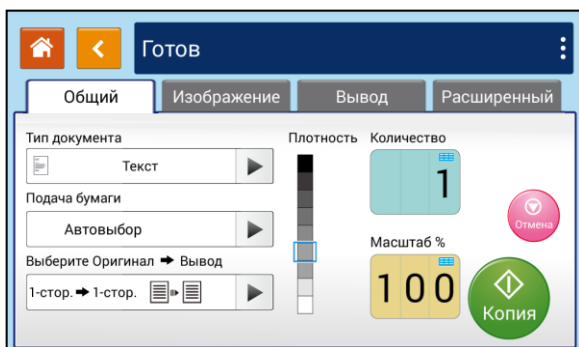 Готов
Общий Изображение Вывод Расширенный
Тип документа Плотность Количество
Текст 1
Подача бумаги
Автовыбор Отмена
Масштаб %
Выберите Оригинал ➡ Вывод
1-стор. ➡ 1-стор. 100
Копия